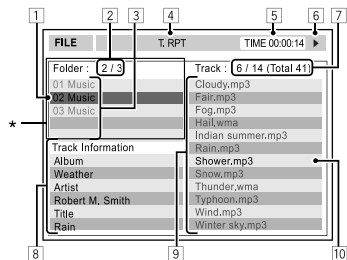 1 2 3 4 5 6 7
FILE T. RPT TIME 00:00:14
Folder : 2 / 3 Track : 6 / 14 (Total 41)
01 Music
02 Music
03 Music
*
Track Information
Album
Weather
Artist
Robert M. Smith
Title
Rain
Cloudy.mp3
Fair.mp3
Fog.mp3
Hail.wma
Indian summer.mp3
Rain.mp3
Shower.mp3
Snow.mp3
Thunder.wma
Typhoon.mp3
Wind.mp3
Winter sky.mp3
8 9 10